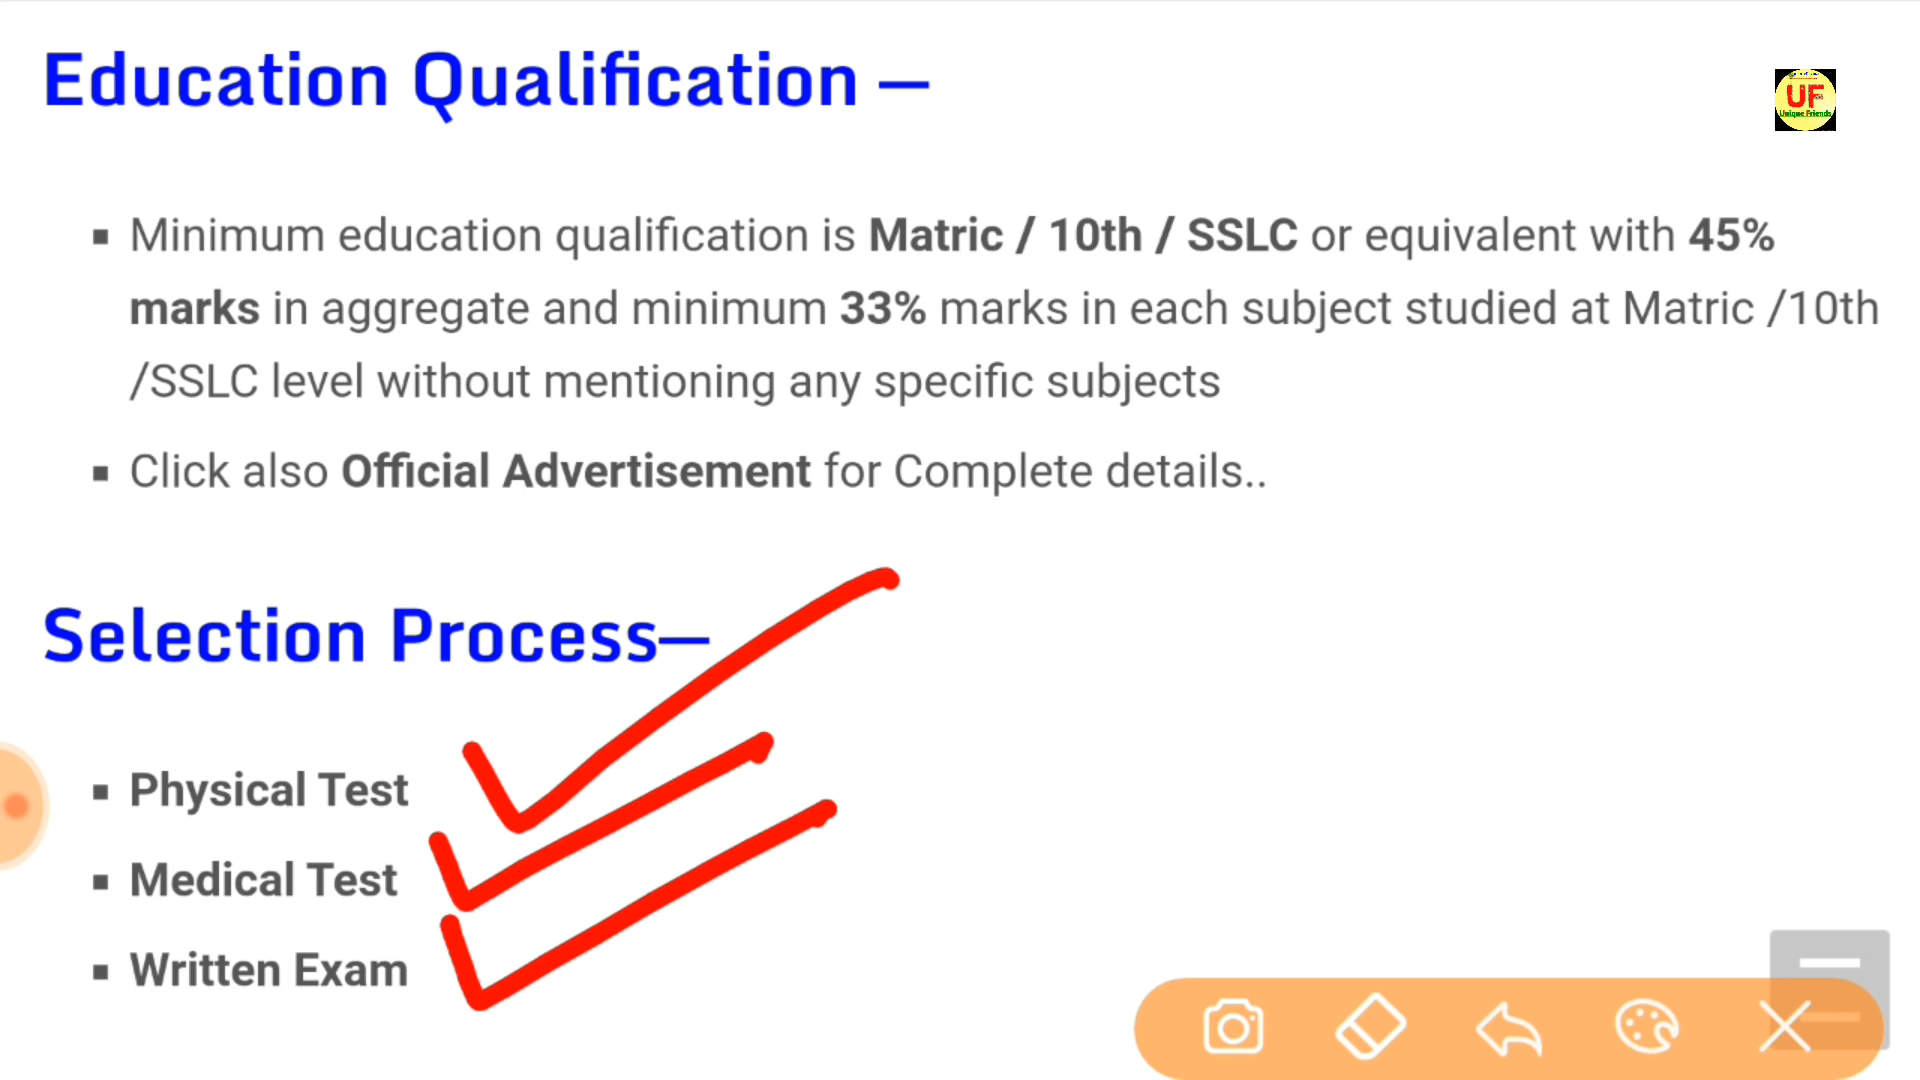 Education Qualification —
UF
Unique Friends
Minimum education qualification is Matric / 10th / SSLC or equivalent with 45%
marks in aggregate and minimum 33% marks in each subject studied at Matric /10th
/SSLC level without mentioning any specific subjects
Click also Official Advertisement for Complete details..
Selection Process—
Physical Test
Medical Test
Written Exam